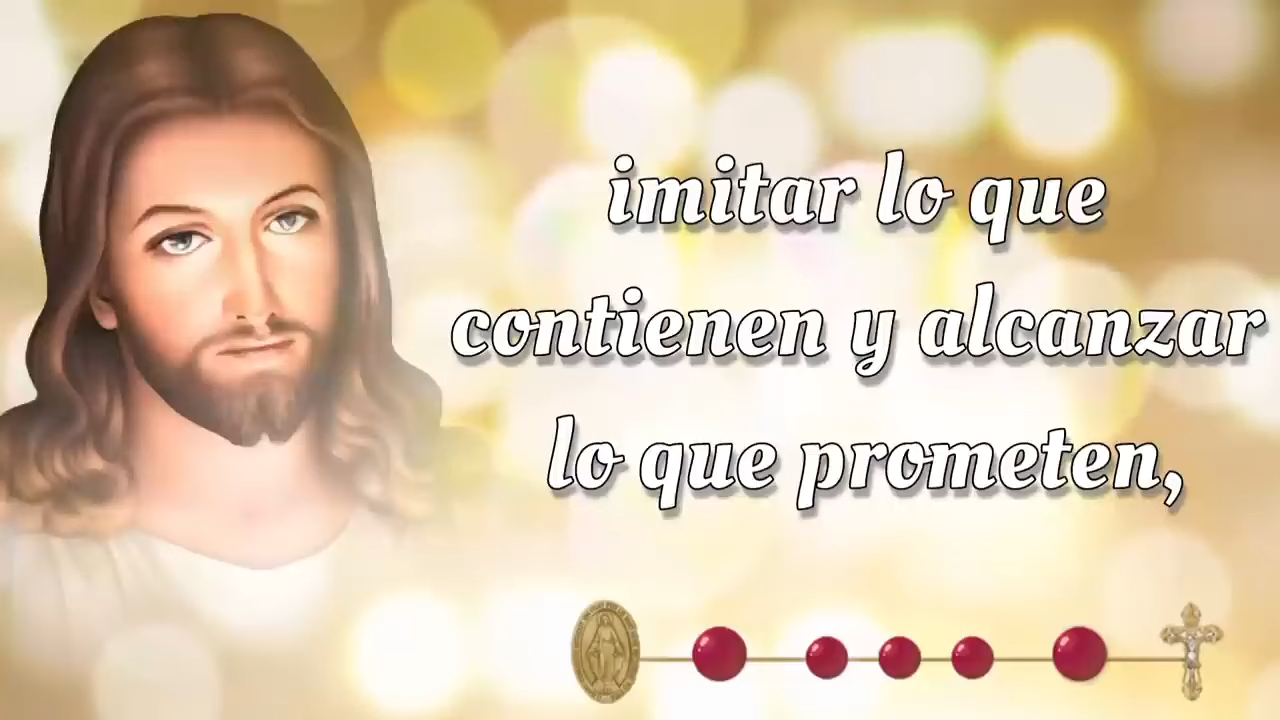 imitar lo que
contienen y alcanzar
lo que prometen,